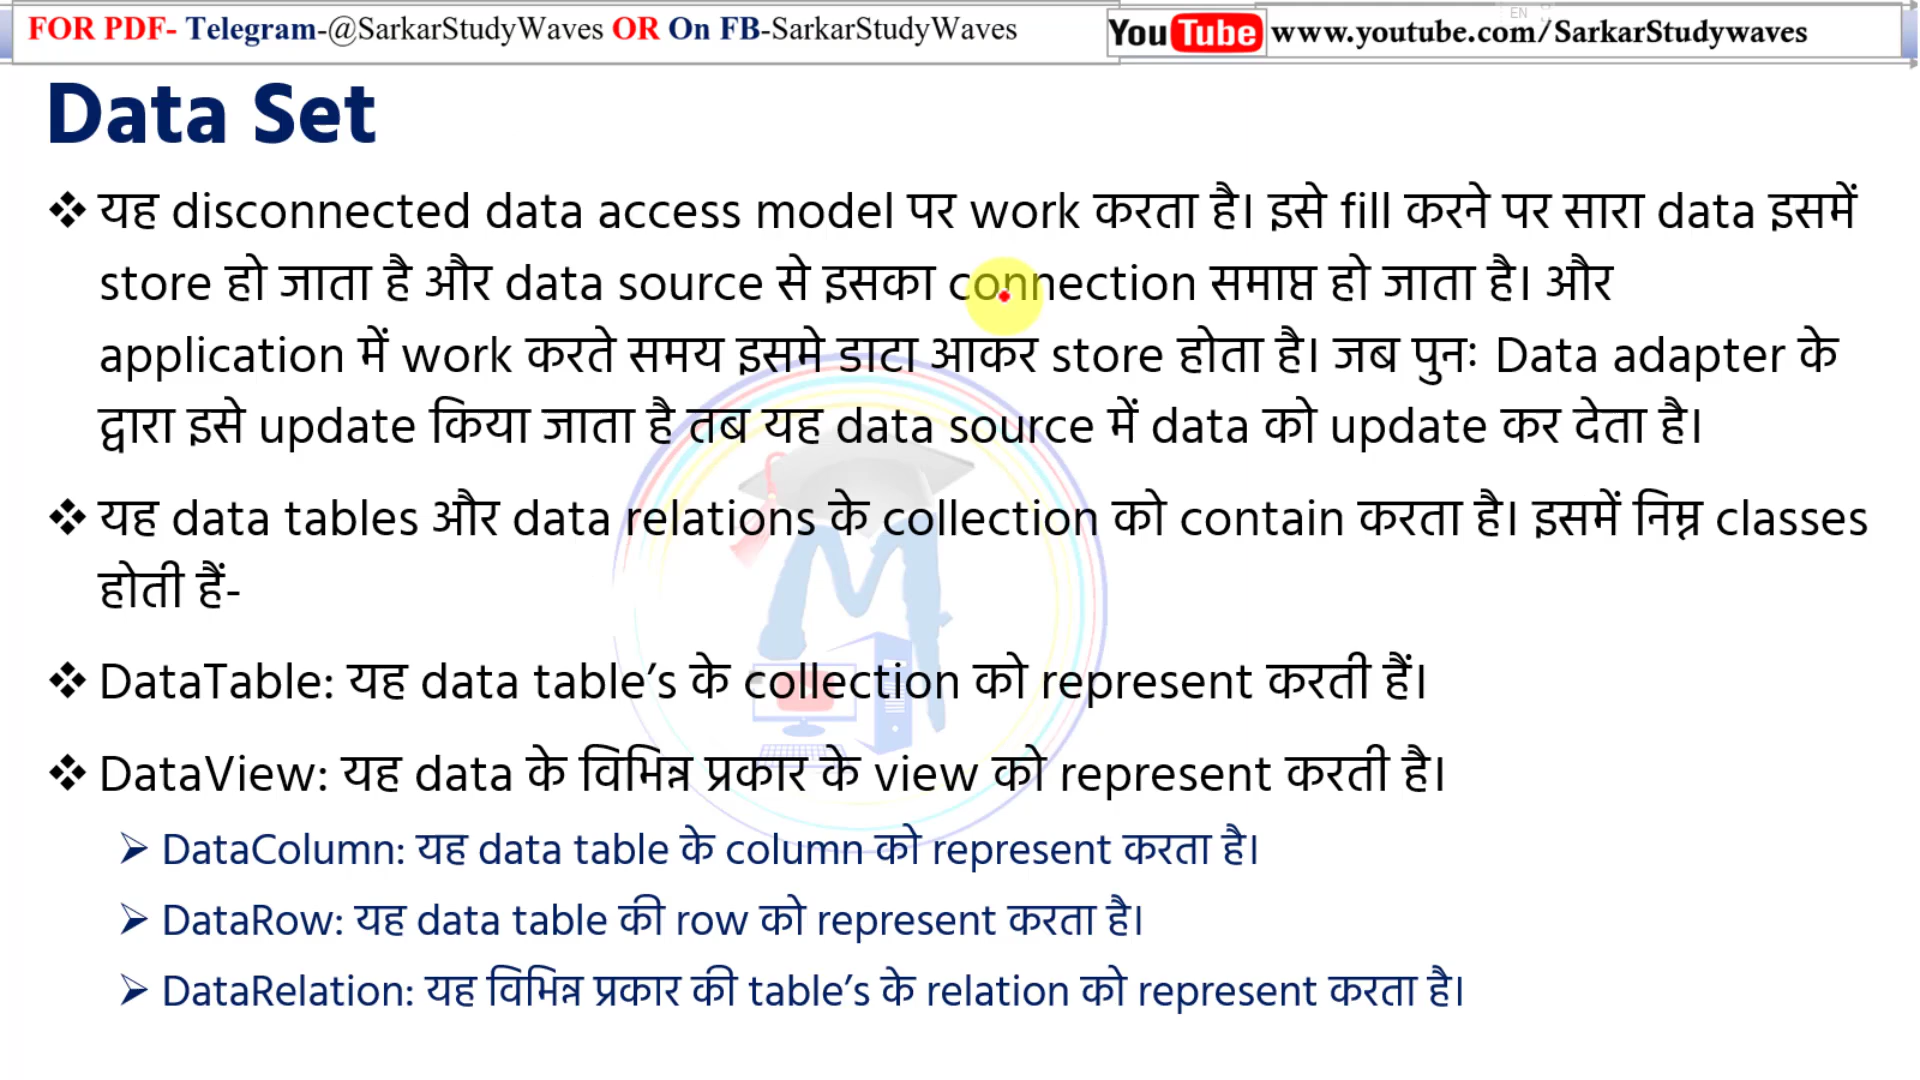 FOR PDF- Telegram-@SarkarStudyWaves OR On FB-SarkarStudyWaves
YouTube www.youtube.com/SarkarStudywaves
EN
Data Set
❖ यह disconnected data access model पर work करता है। इसे fill करने पर सारा data इसमें
store हो जाता है और data source से इसका connection समाप्त हो जाता है। और
application में work करते समय इसमे डाटा आकर store होता है। जब पुनः Data adapter के
द्वारा इसे update किया जाता है तब यह data source में data को update कर देता है।
❖ यह data tables और data relations के collection को contain करता है। इसमें निम्न classes
होती हैं-
❖ DataTable: यह data table’s के collection को represent करती हैं।
❖ DataView: यह data के विभिन्न प्रकार के view को represent करती है।
➢ DataColumn: यह data table के column को represent करता है।
➢ DataRow: यह data table की row को represent करता है।
➢ DataRelation: यह विभिन्न प्रकार की table’s के relation को represent करता है।